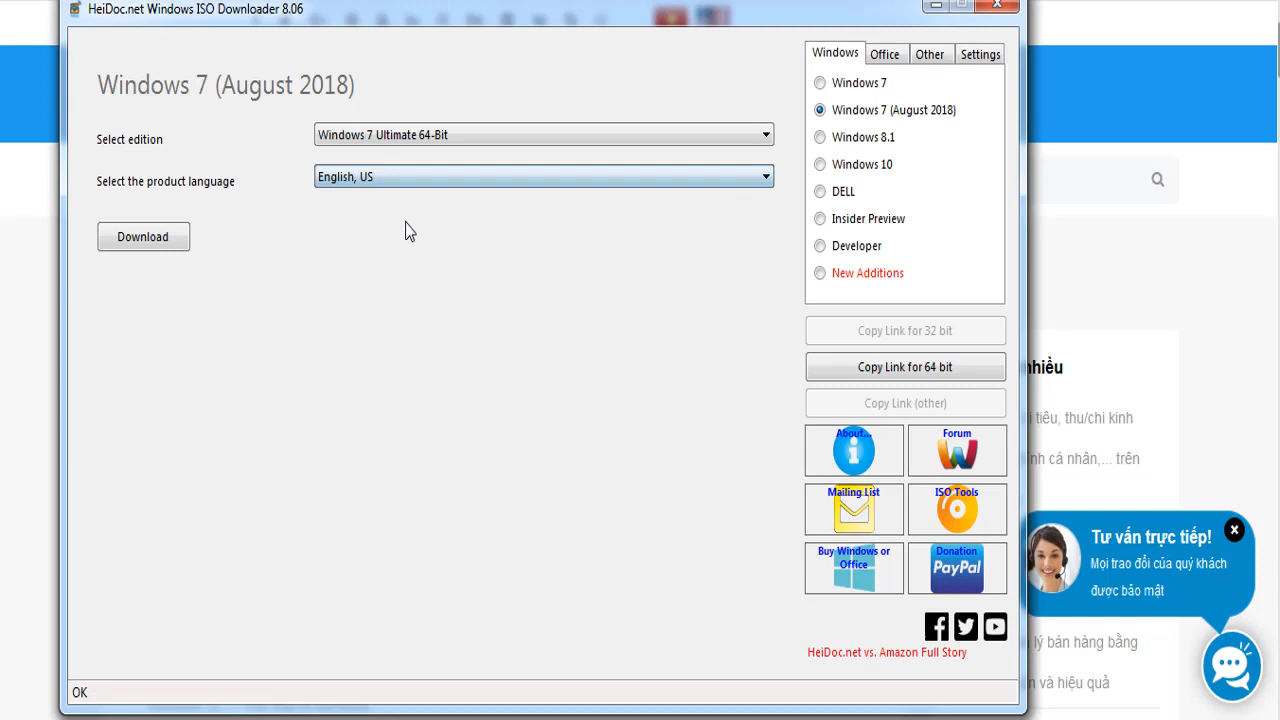 HeiDoc.net Windows ISO Downloader 8.06
Windows Office Other Settings
Windows 7 (August 2018)
Select edition
Windows 7 Ultimate 64-Bit
Select the product language
English, US
Download
Windows 7
Windows 7 (August 2018)
Windows 8.1
Windows 10
DELL
Insider Preview
Developer
New Additions
Copy Link for 32 bit
Copy Link for 64 bit
Copy Link (other)
About...
Forum
Mailing List
ISO Tools
Buy Windows or
Office
Donation
PayPal
HeiDoc.net vs. Amazon Full Story
OK
nhiều
tiêu, thu/chi kinh
cá nhân,... trên
Tư vấn trực tiếp!
Mọi trao đổi của quý khách
được bảo mật
lý bán hàng bằng
và hiệu quả